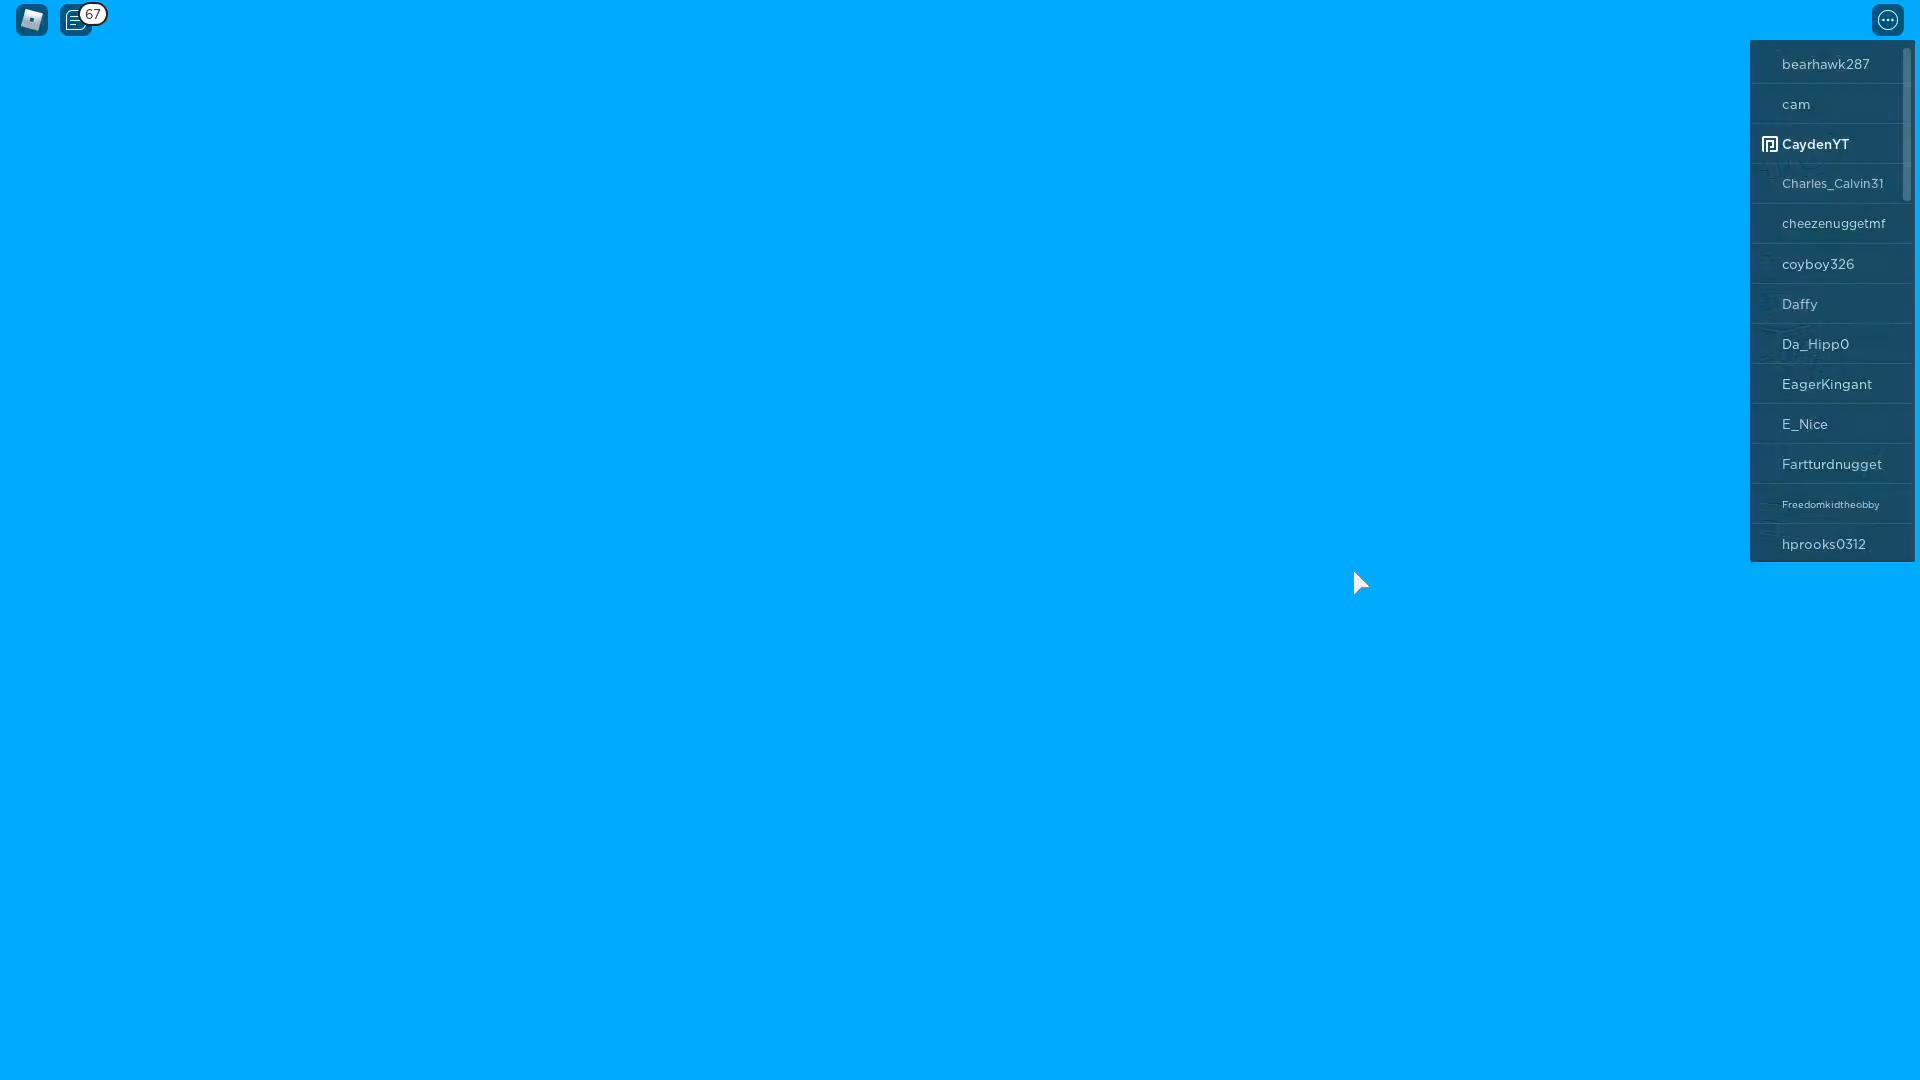 67
bearhawk287
cam
CaydenYT
Charles_Calvin31
cheezenuggetmf
coyboy326
Daffy
Da_Hipp0
EagerKingant
E_Nice
Fartturdnugget
Freedomkidtheobby
hprooks0312